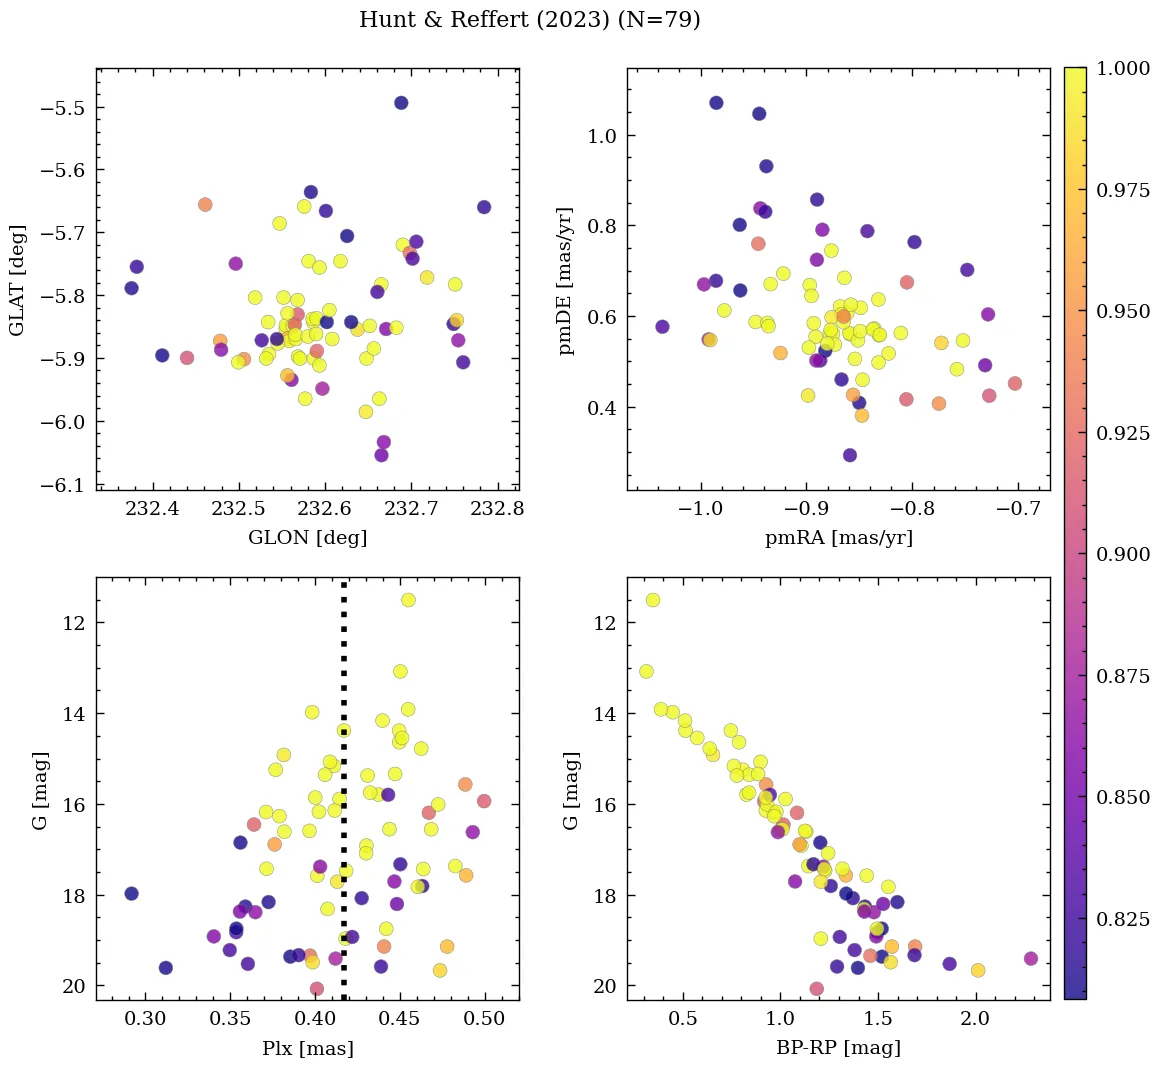 Hunt & Reffert (2023) (N=79)
−5.5
−5.6
−5.7
−5.8
−5.9
−6.0
−6.1
GLAT [deg]
232.4 232.5 232.6 232.7 232.8
GLON [deg]
1.0
0.8
0.6
0.4
pmDE [mas/yr]
−1.0 −0.9 −0.8 −0.7
pmRA [mas/yr]
12
14
16
18
20
G [mag]
0.30 0.35 0.40 0.45 0.50
Plx [mas]
12
14
16
18
20
G [mag]
0.5 1.0 1.5 2.0
BP-RP [mag]
1.000
0.975
0.950
0.925
0.900
0.875
0.850
0.825